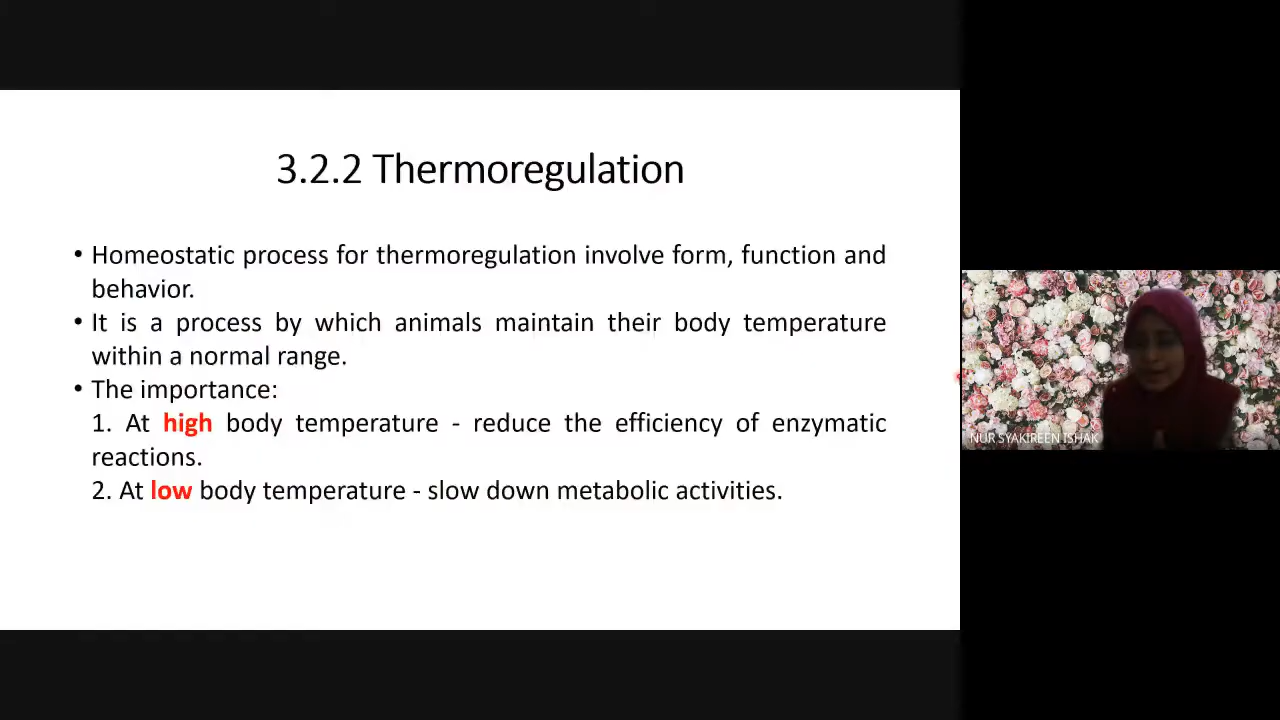 3.2.2 Thermoregulation
• Homeostatic process for thermoregulation involve form, function and
behavior.
• It is a process by which animals maintain their body temperature
within a normal range.
• The importance:
1. At high body temperature - reduce the efficiency of enzymatic
reactions.
2. At low body temperature - slow down metabolic activities.
NUR SYAKIREEN ISHAK